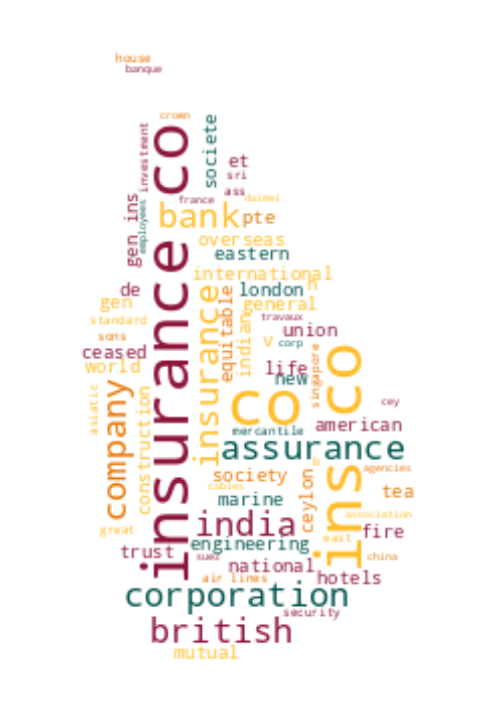 house
banque
crown
insurance co
investment
societe
et
sri
ass
france
daimei
gen ins
employees
bank
pte
overseas
eastern
international
de
gen
london
n
general
equitable
insurance
indian
travaux
standard
union
sons
v
corp
ceased
world
life
new
singapore
ins co
company
asiatic
construction
co
cey
mercantile
american
assurance
society
agencies
cables
tea
marine
ceylon
association
india
great
fire
engineering
east
trust
suez
national
china
air lines
hotels
corporation
security
british
mutual